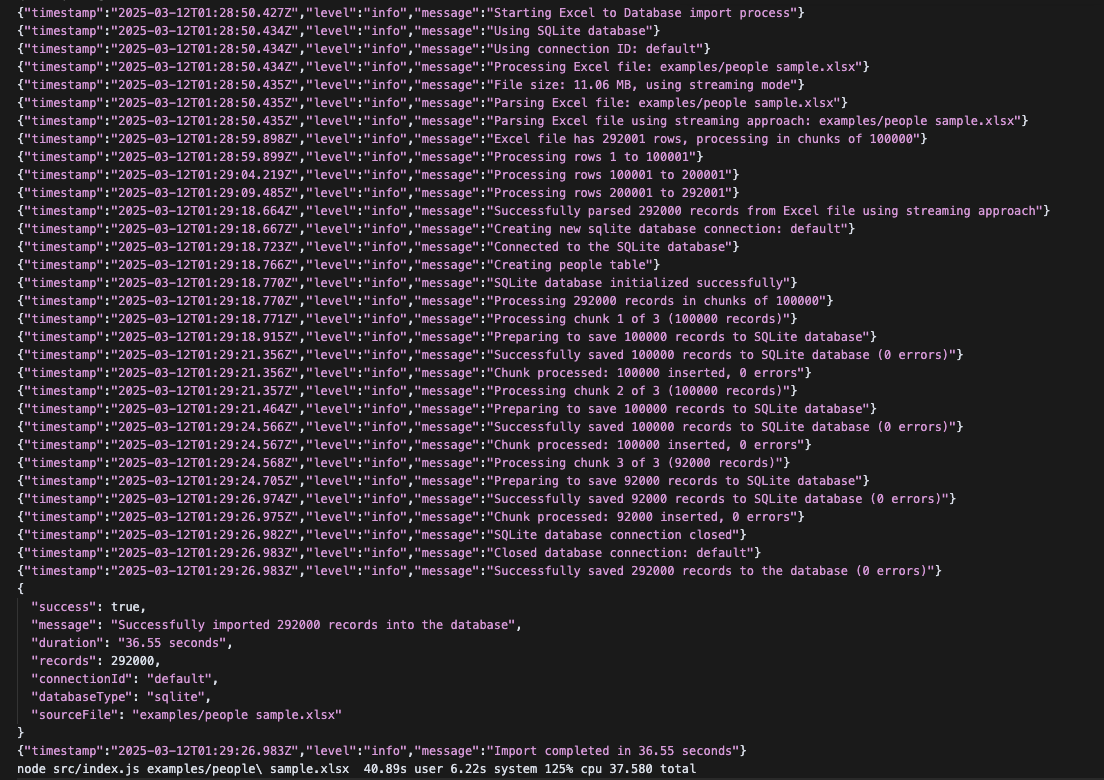 {"timestamp":"2025-03-12T01:28:50.427Z","level":"info","message":"Starting Excel to Database import process"}
{"timestamp":"2025-03-12T01:28:50.434Z","level":"info","message":"Using SQLite database"}
{"timestamp":"2025-03-12T01:28:50.434Z","level":"info","message":"Using connection ID: default"}
{"timestamp":"2025-03-12T01:28:50.434Z","level":"info","message":"Processing Excel file: examples/people sample.xlsx"}
{"timestamp":"2025-03-12T01:28:50.435Z","level":"info","message":"File size: 11.06 MB, using streaming mode"}
{"timestamp":"2025-03-12T01:28:50.435Z","level":"info","message":"Parsing Excel file: examples/people sample.xlsx"}
{"timestamp":"2025-03-12T01:28:50.435Z","level":"info","message":"Parsing Excel file using streaming approach: examples/people sample.xlsx"}
{"timestamp":"2025-03-12T01:28:59.898Z","level":"info","message":"Excel file has 292001 rows, processing in chunks of 100000"}
{"timestamp":"2025-03-12T01:28:59.899Z","level":"info","message":"Processing rows 1 to 100001"}
{"timestamp":"2025-03-12T01:29:04.219Z","level":"info","message":"Processing rows 100001 to 200001"}
{"timestamp":"2025-03-12T01:29:09.485Z","level":"info","message":"Processing rows 200001 to 292001"}
{"timestamp":"2025-03-12T01:29:18.664Z","level":"info","message":"Successfully parsed 292000 records from Excel file using streaming approach"}
{"timestamp":"2025-03-12T01:29:18.667Z","level":"info","message":"Creating new sqlite database connection: default"}
{"timestamp":"2025-03-12T01:29:18.723Z","level":"info","message":"Connected to the SQLite database"}
{"timestamp":"2025-03-12T01:29:18.766Z","level":"info","message":"Creating people table"}
{"timestamp":"2025-03-12T01:29:18.770Z","level":"info","message":"SQLite database initialized successfully"}
{"timestamp":"2025-03-12T01:29:18.770Z","level":"info","message":"Processing 292000 records in chunks of 100000"}
{"timestamp":"2025-03-12T01:29:18.771Z","level":"info","message":"Processing chunk 1 of 3 (100000 records)"}
{"timestamp":"2025-03-12T01:29:18.915Z","level":"info","message":"Preparing to save 100000 records to SQLite database"}
{"timestamp":"2025-03-12T01:29:21.356Z","level":"info","message":"Successfully saved 100000 records to SQLite database (0 errors)"}
{"timestamp":"2025-03-12T01:29:21.356Z","level":"info","message":"Chunk processed: 100000 inserted, 0 errors"}
{"timestamp":"2025-03-12T01:29:21.357Z","level":"info","message":"Processing chunk 2 of 3 (100000 records)"}
{"timestamp":"2025-03-12T01:29:21.464Z","level":"info","message":"Preparing to save 100000 records to SQLite database"}
{"timestamp":"2025-03-12T01:29:24.566Z","level":"info","message":"Successfully saved 100000 records to SQLite database (0 errors)"}
{"timestamp":"2025-03-12T01:29:24.567Z","level":"info","message":"Chunk processed: 100000 inserted, 0 errors"}
{"timestamp":"2025-03-12T01:29:24.568Z","level":"info","message":"Processing chunk 3 of 3 (92000 records)"}
{"timestamp":"2025-03-12T01:29:24.705Z","level":"info","message":"Preparing to save 92000 records to SQLite database"}
{"timestamp":"2025-03-12T01:29:26.974Z","level":"info","message":"Successfully saved 92000 records to SQLite database (0 errors)"}
{"timestamp":"2025-03-12T01:29:26.975Z","level":"info","message":"Chunk processed: 92000 inserted, 0 errors"}
{"timestamp":"2025-03-12T01:29:26.982Z","level":"info","message":"SQLite database connection closed"}
{"timestamp":"2025-03-12T01:29:26.983Z","level":"info","message":"Closed database connection: default"}
{"timestamp":"2025-03-12T01:29:26.983Z","level":"info","message":"Successfully saved 292000 records to the database (0 errors)"}
{
  "success": true,
  "message": "Successfully imported 292000 records into the database",
  "duration": "36.55 seconds",
  "records": 292000,
  "connectionId": "default",
  "databaseType": "sqlite",
  "sourceFile": "examples/people sample.xlsx"
}
{"timestamp":"2025-03-12T01:29:26.983Z","level":"info","message":"Import completed in 36.55 seconds"}
node src/index.js examples/people\ sample.xlsx  40.89s user 6.22s system 125% cpu 37.580 total